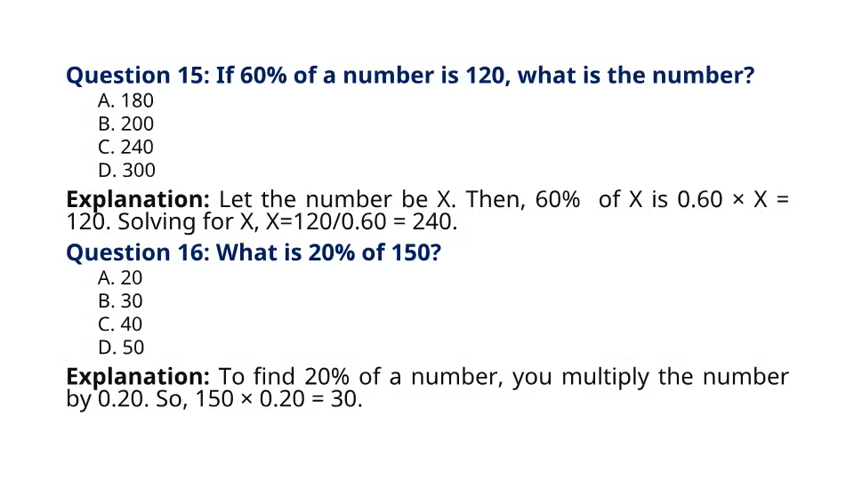 Question 15: If 60% of a number is 120, what is the number?
A. 180
B. 200
C. 240
D. 300
Explanation: Let the number be X. Then, 60% of X is 0.60 × X =
120. Solving for X, X=120/0.60 = 240.
Question 16: What is 20% of 150?
A. 20
B. 30
C. 40
D. 50
Explanation: To find 20% of a number, you multiply the number
by 0.20. So, 150 × 0.20 = 30.